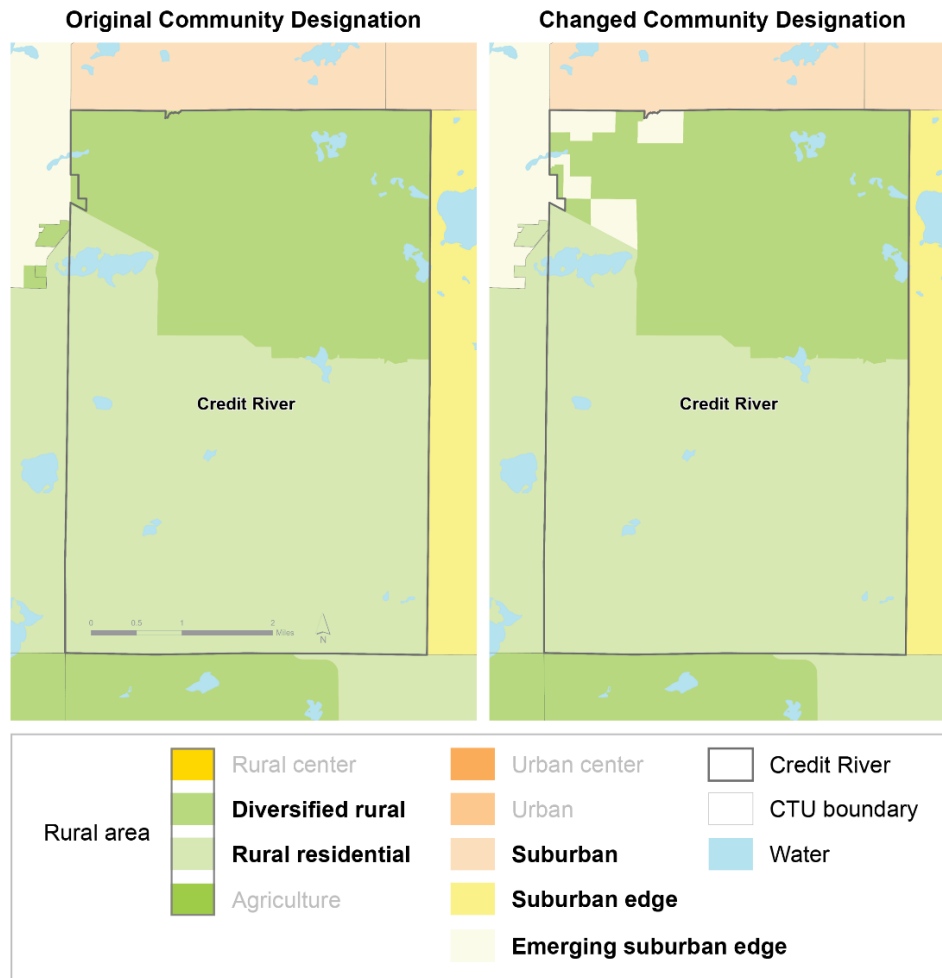 Original Community Designation
Changed Community Designation
Credit River
Credit River
0 0.5 1 2
Miles
N
Rural area
Rural center
Diversified rural
Rural residential
Agriculture
Urban center
Urban
Suburban
Suburban edge
Emerging suburban edge
Credit River
CTU boundary
Water